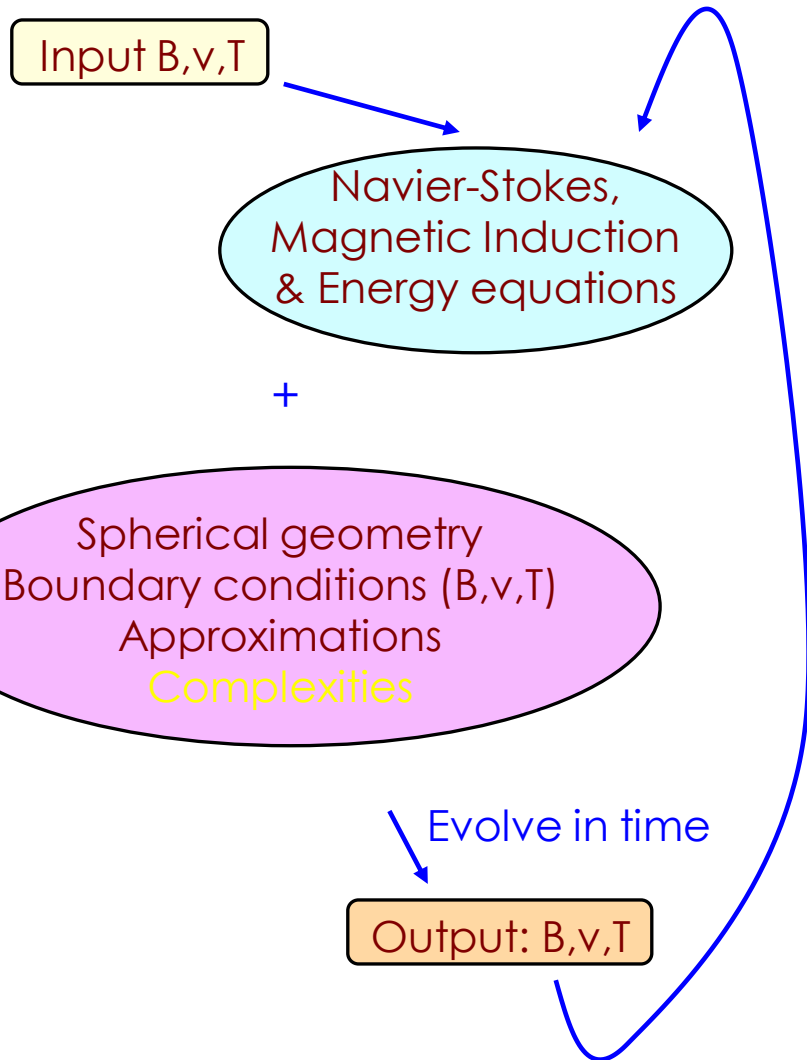 Input B,v,T
Navier-Stokes,
Magnetic Induction
& Energy equations
+
Spherical geometry
Boundary conditions (B,v,T)
Approximations
Complexities
Evolve in time
Output: B,v,T